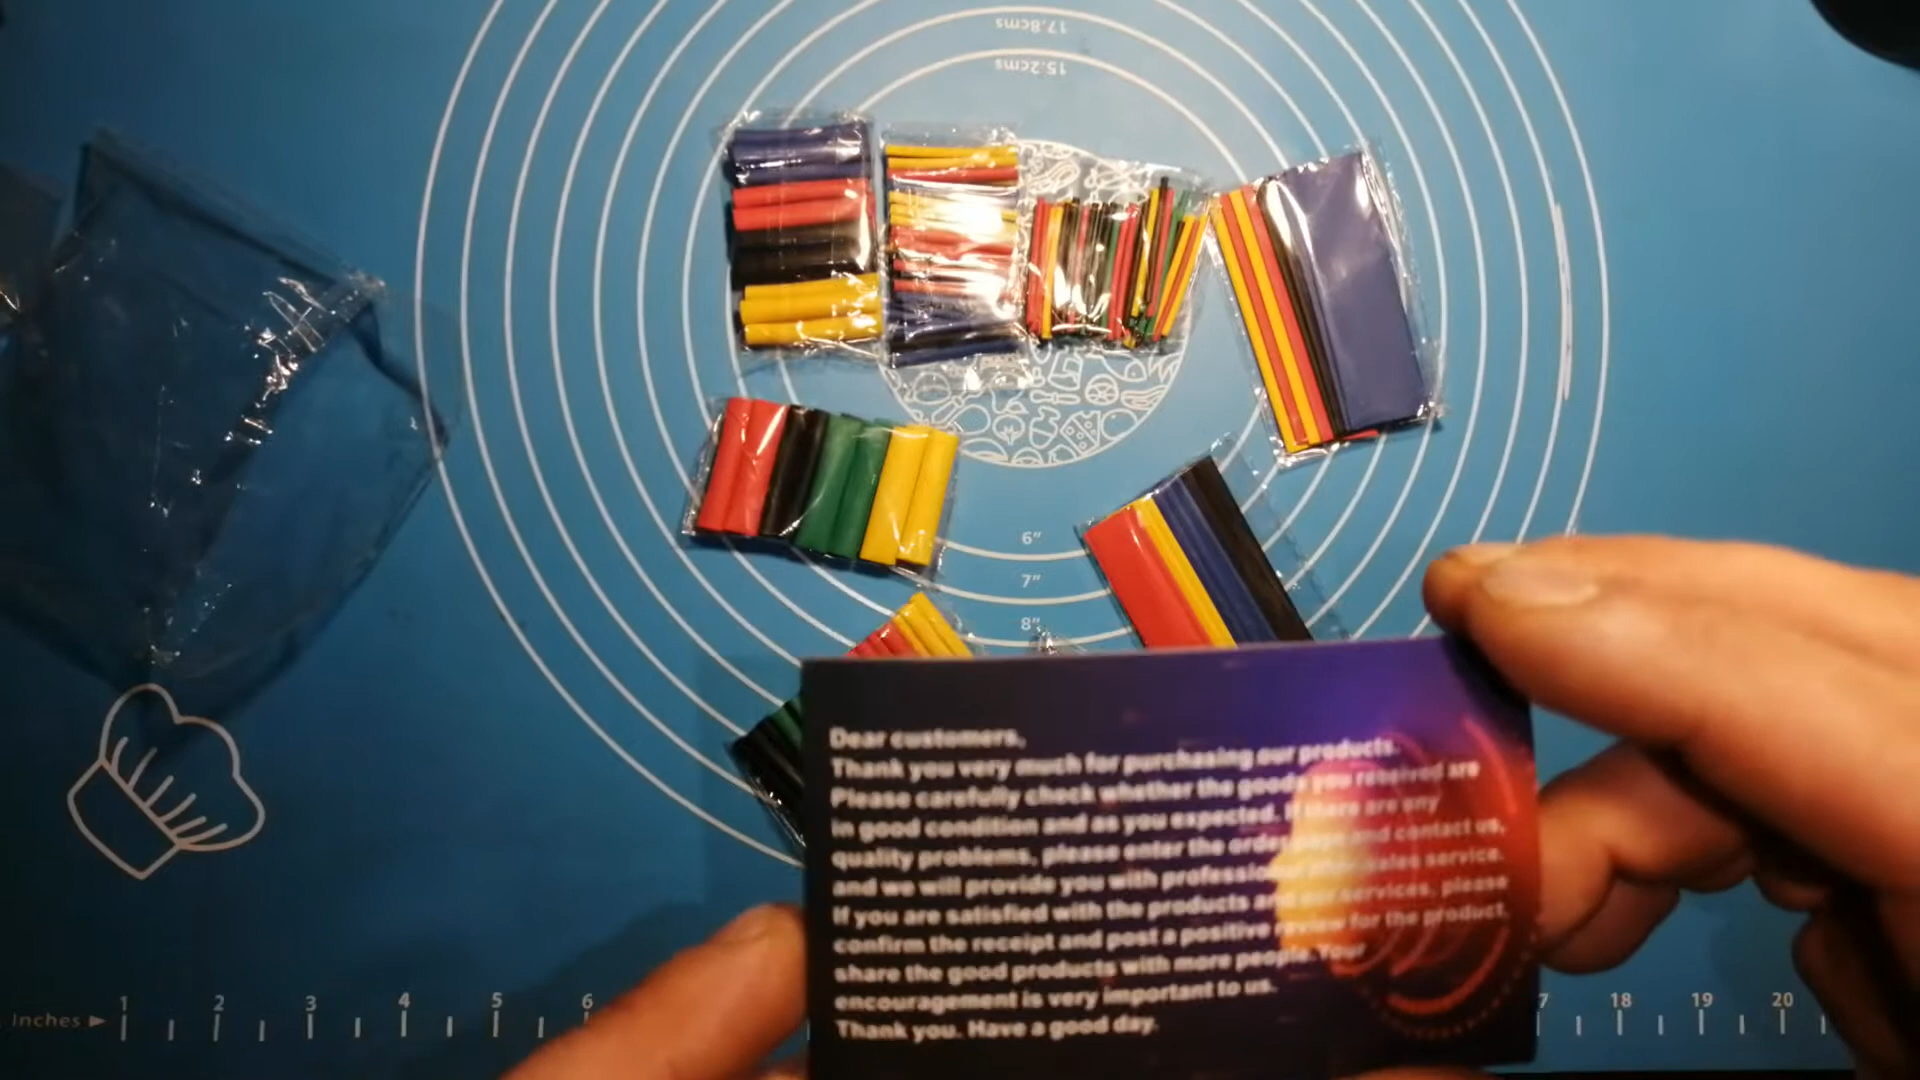 17.8cms
15.2cms
6"
7"
8"
Dear customers,
Thank you very much for purchasing our products.
Please carefully check whether the goods you received are
in good condition and as you expected. If there are any
quality problems, please enter the order page and contact us,
and we will provide you with professional after-sales service.
If you are satisfied with the products and our services, please
confirm the receipt and post a positive review for the product,
share the good products with more people. Your
encouragement is very important to us.
Thank you. Have a good day.
Inches 1 2 3 4 5 6 7 18 19 20